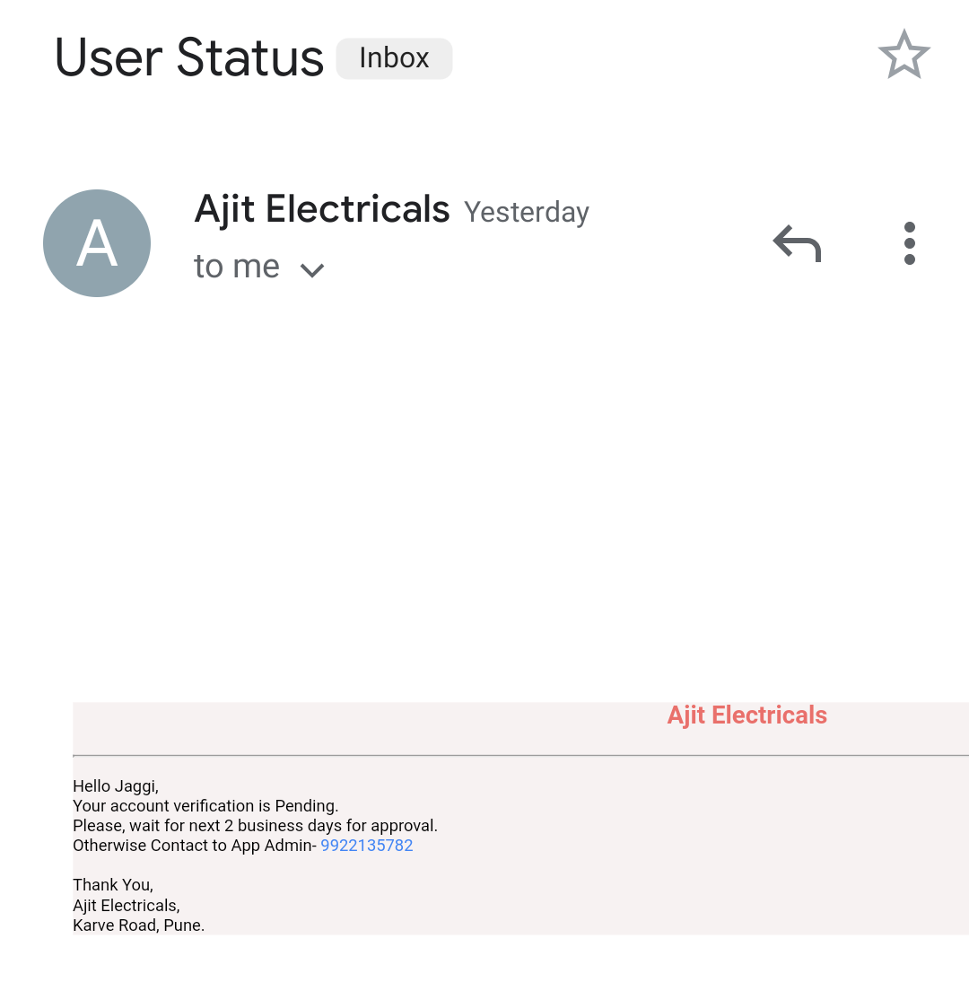 User Status Inbox
A
Ajit Electricals Yesterday
to me
Ajit Electricals
Hello Jaggi,
Your account verification is Pending.
Please, wait for next 2 business days for approval.
Otherwise Contact to App Admin- 9922135782
Thank You,
Ajit Electricals,
Karve Road, Pune.